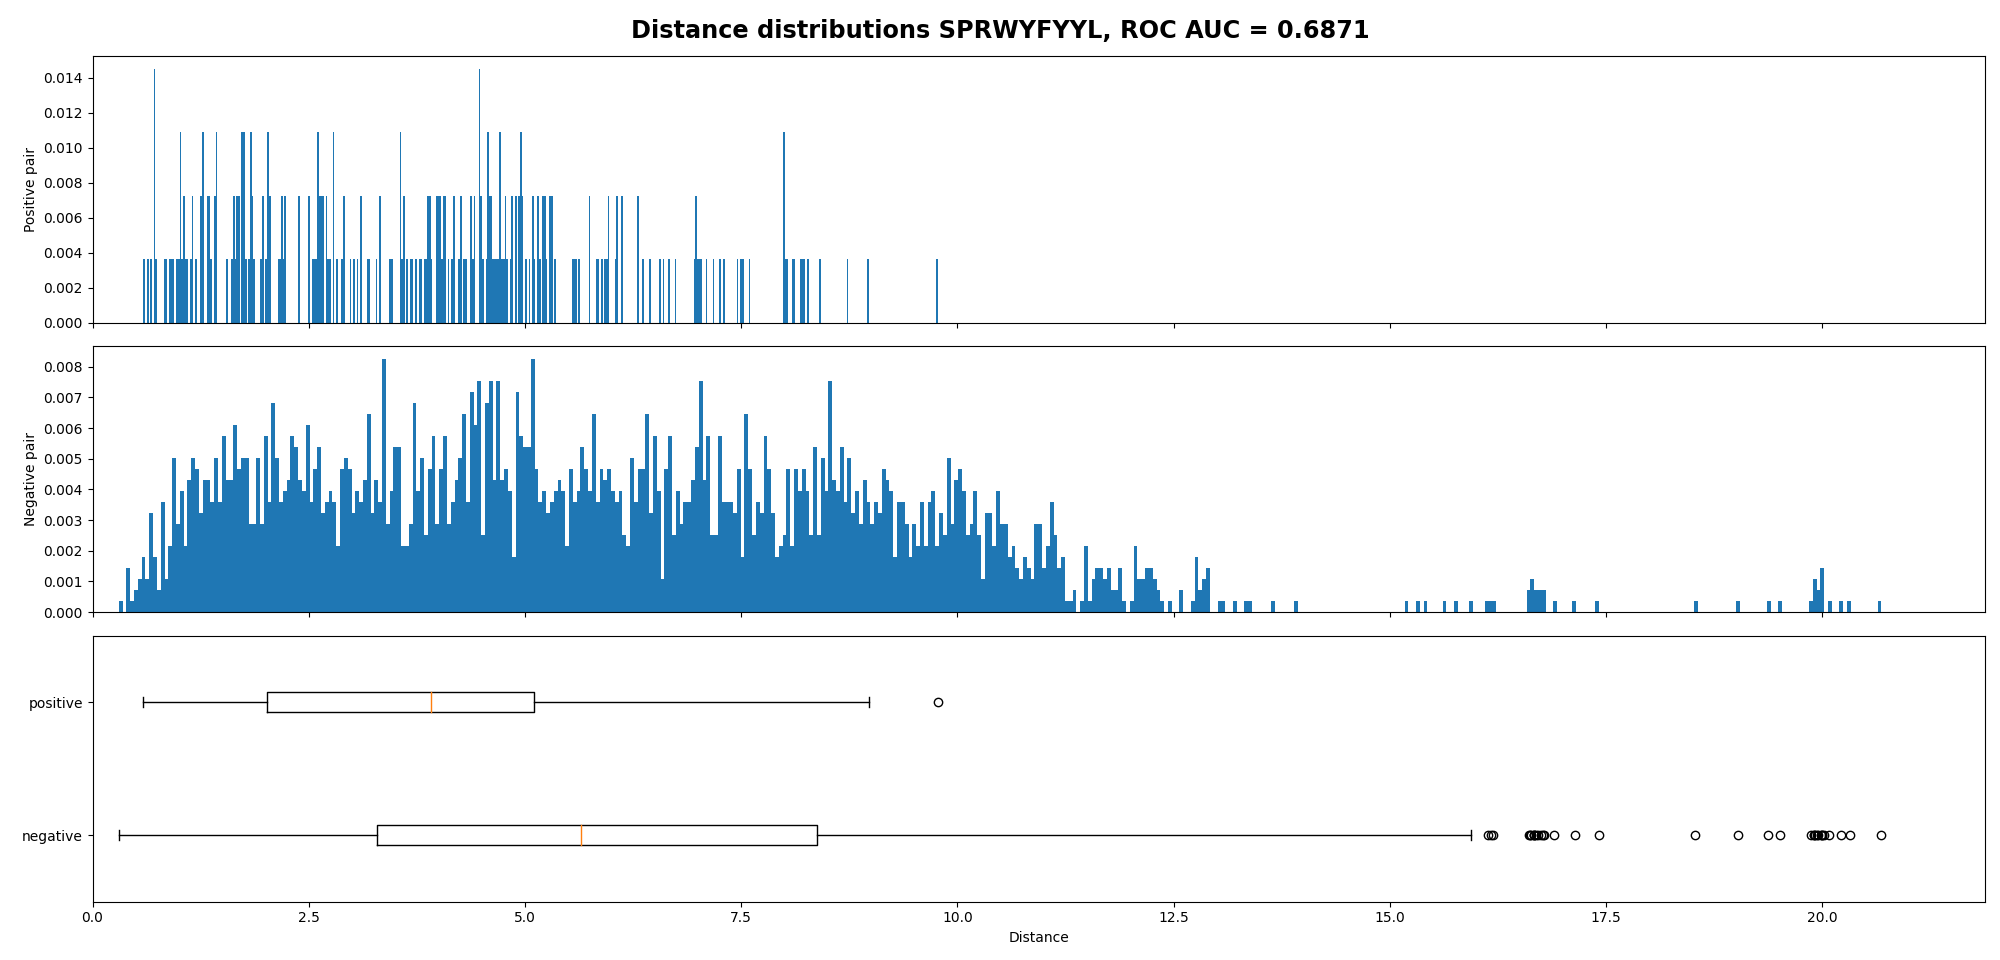 Distance distributions SPRWYFYYL, ROC AUC = 0.6871
0.014
0.012
0.010
0.008
0.006
0.004
0.002
0.000
Positive pair
0.008
0.007
0.006
0.005
0.004
0.003
0.002
0.001
0.000
Negative pair
positive
negative
0.0 2.5 5.0 7.5 10.0 12.5 15.0 17.5 20.0
Distance